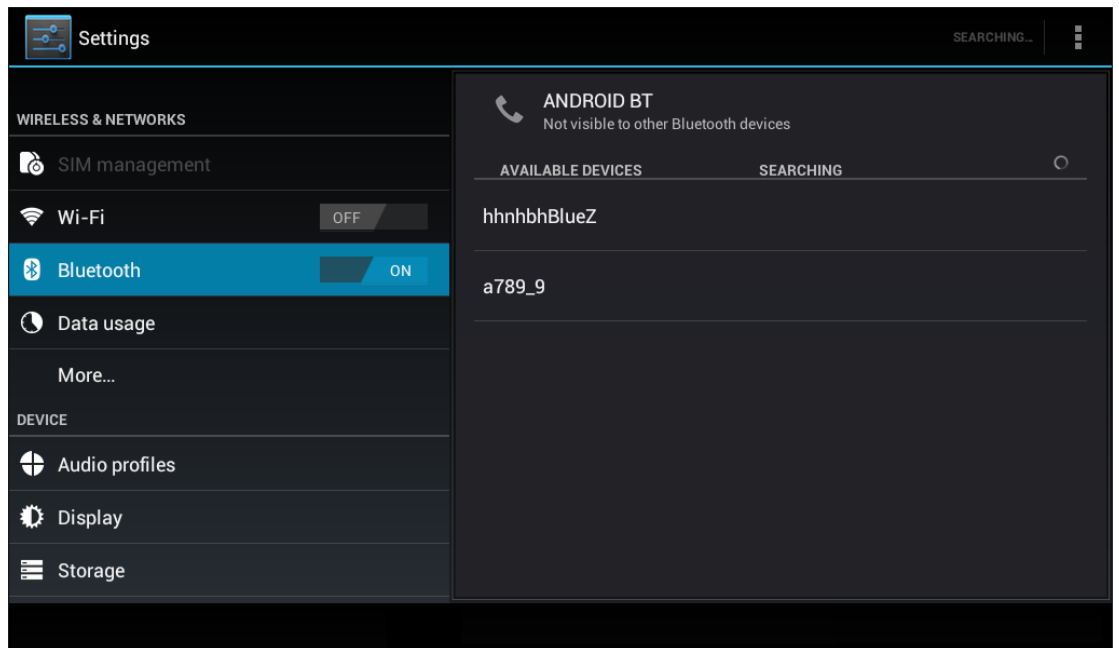 Settings
SEARCHING...
WIRELESS & NETWORKS
SIM management
Wi-Fi OFF
Bluetooth ON
Data usage
More...
DEVICE
Audio profiles
Display
Storage
ANDROID BT
Not visible to other Bluetooth devices
AVAILABLE DEVICES SEARCHING
hhnhbhBlueZ
a789_9